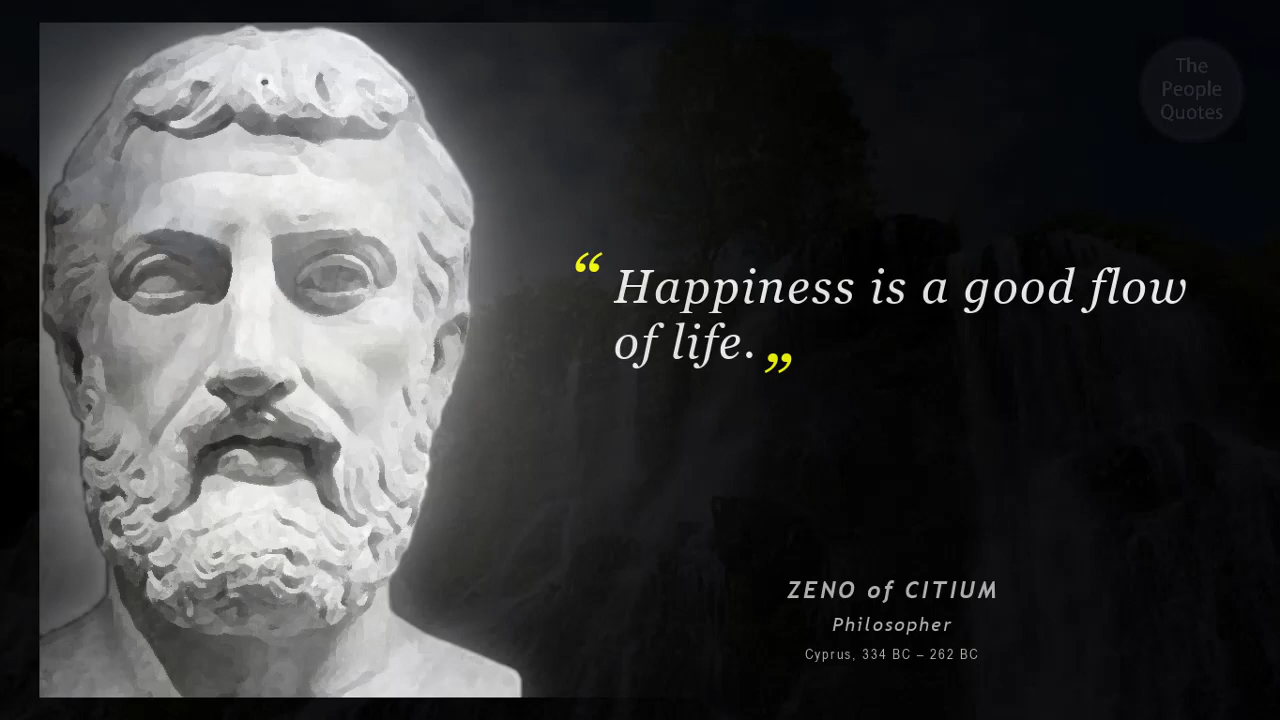 The
People
Quotes
“Happiness is a good flow
of life.”
ZENO of CITIUM
Philosopher
Cyprus, 334 BC – 262 BC